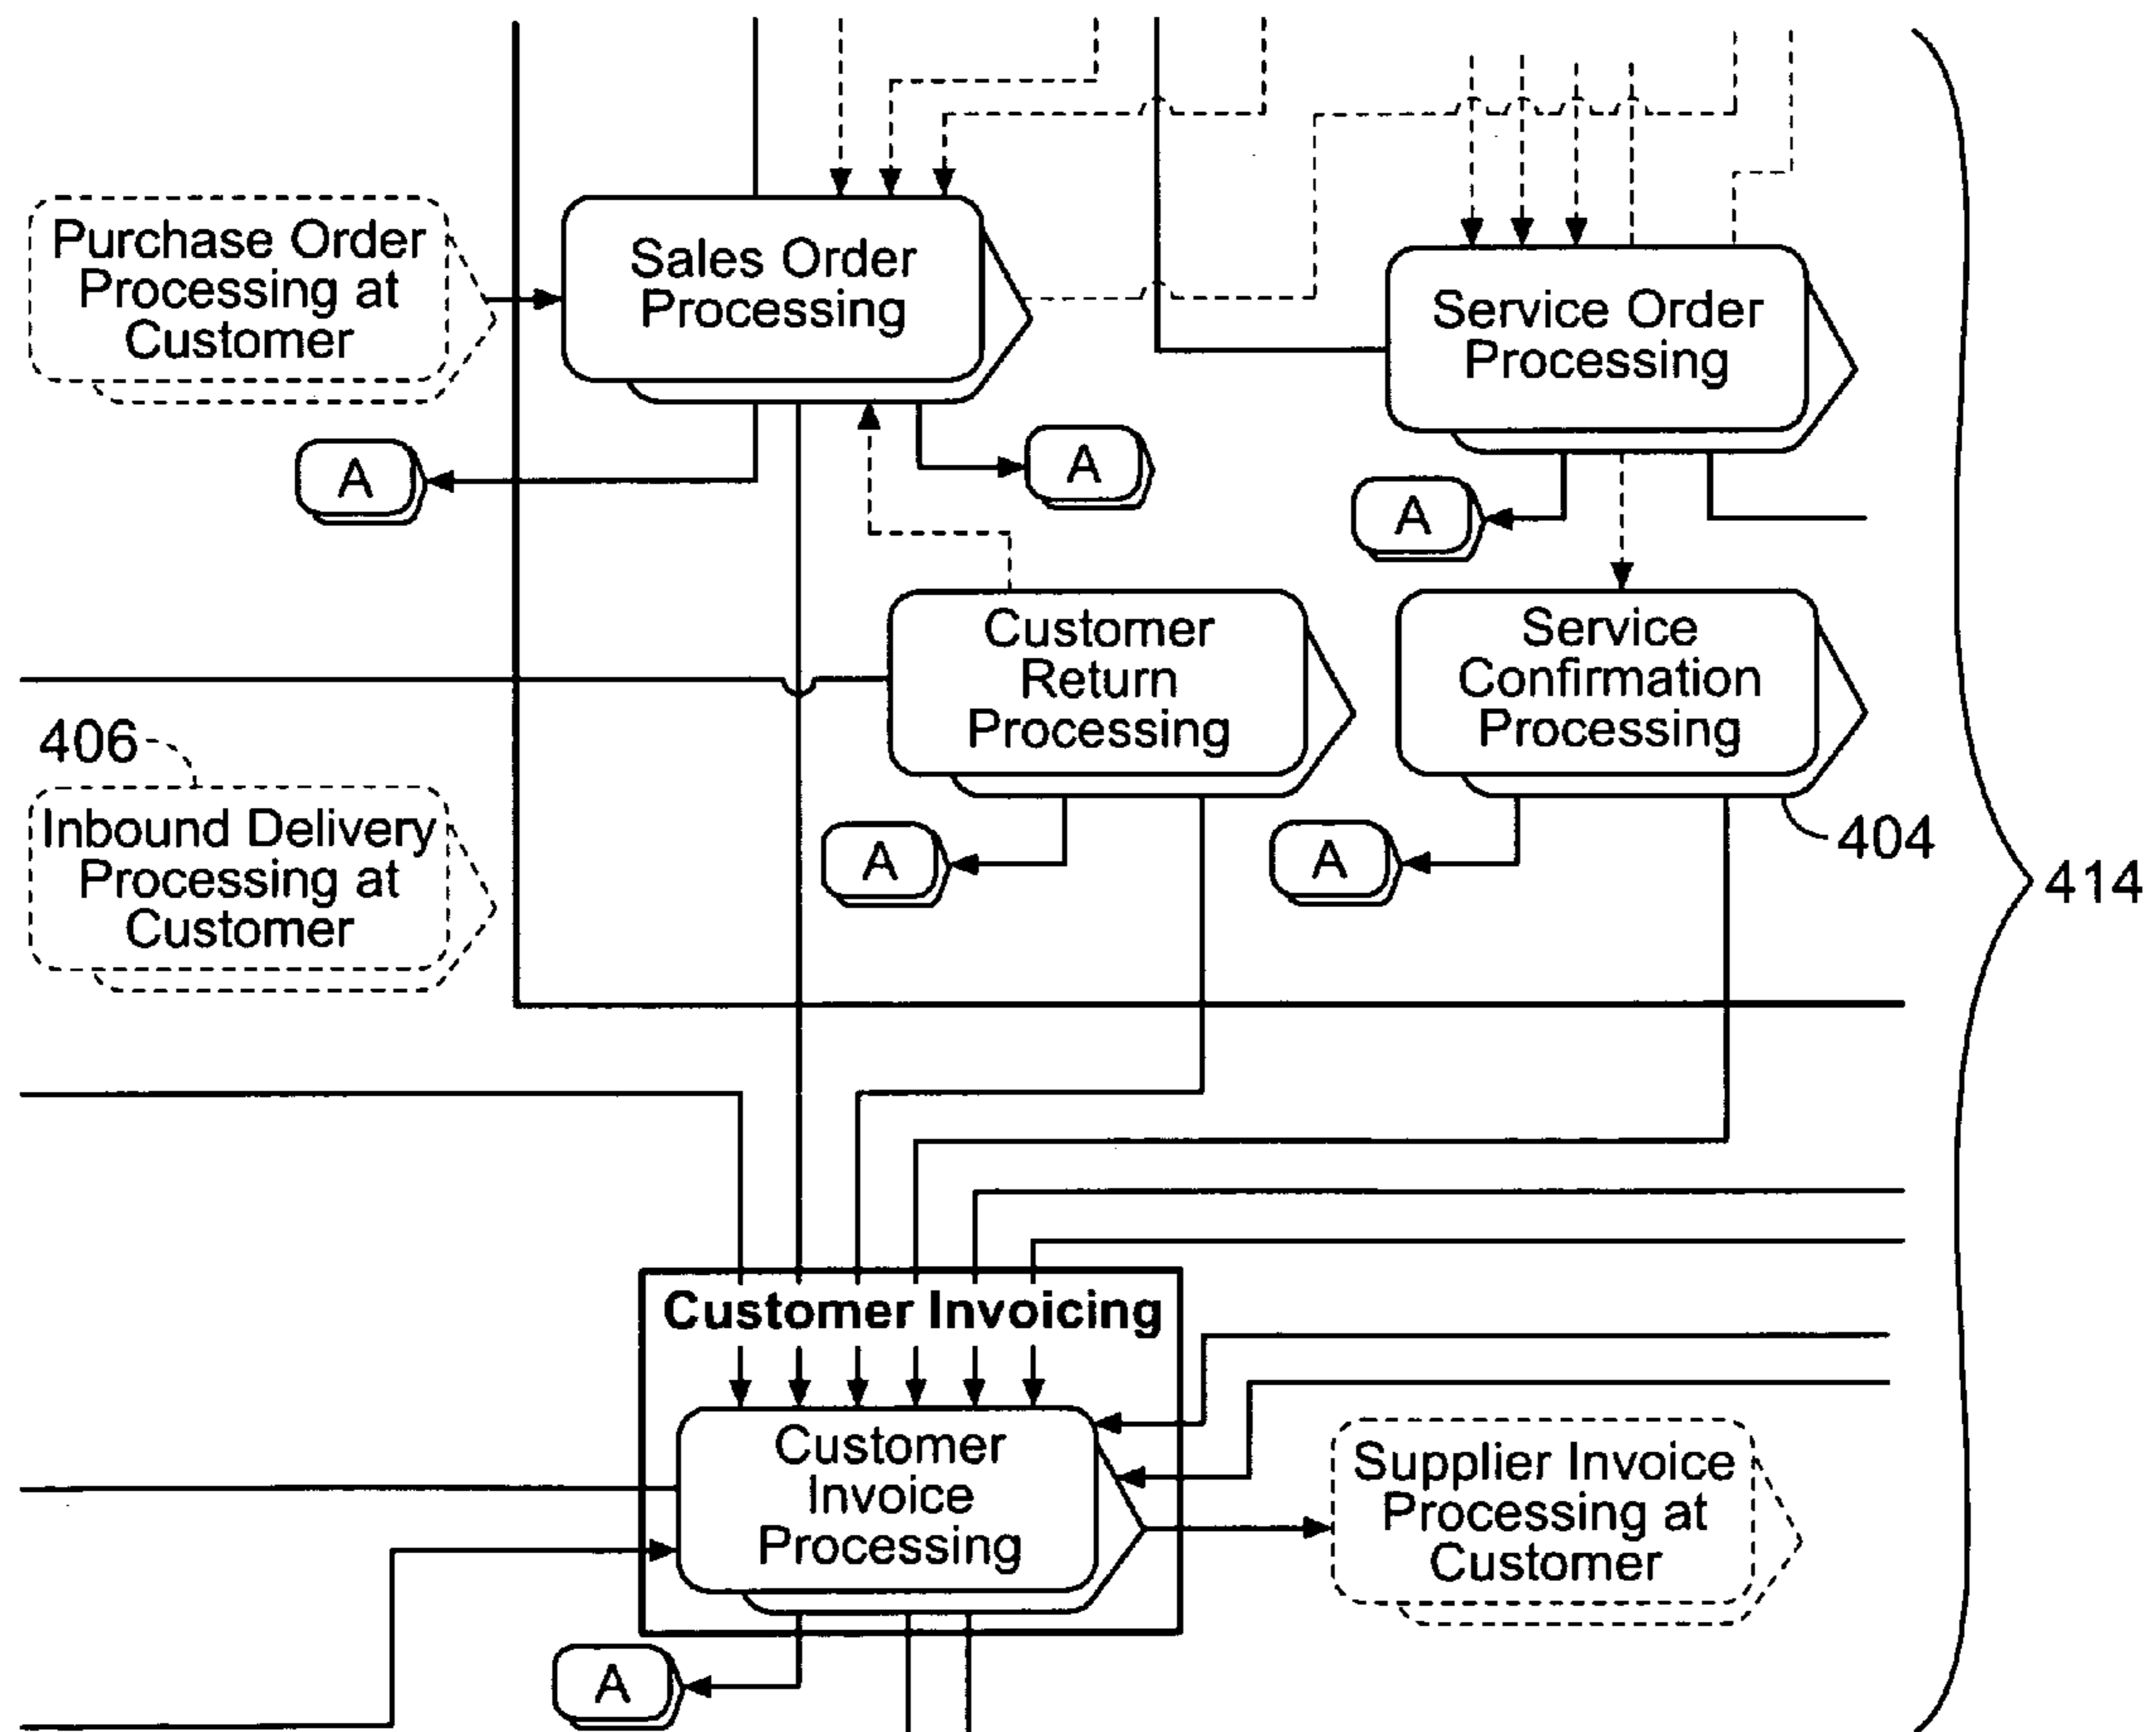 Purchase Order
Processing at
Customer
Sales Order
Processing
Service Order
Processing
A
A
A
Customer
Return
Processing
Service
Confirmation
Processing
406
Inbound Delivery
Processing at
Customer
A
A
404
414
Customer Invoicing
Customer
Invoice
Processing
Supplier Invoice
Processing at
Customer
A